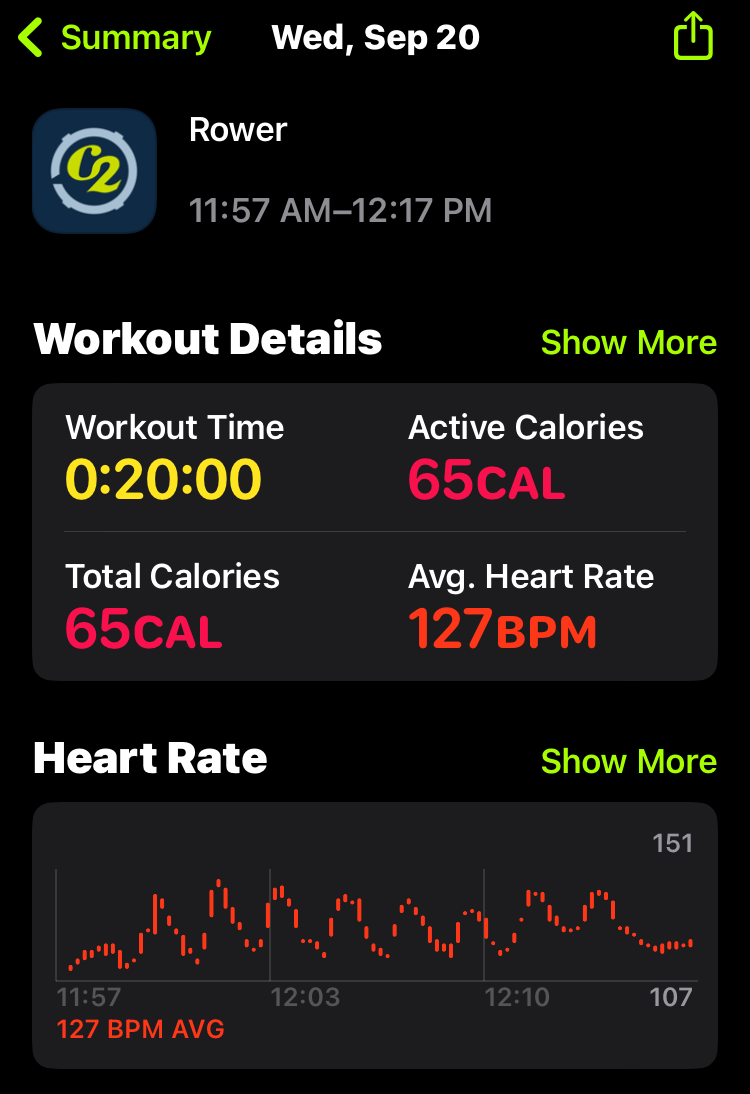 Summary
Wed, Sep 20
C2
Rower
11:57 AM–12:17 PM
Workout Details
Show More
Workout Time
Active Calories
0:20:00
65CAL
Total Calories
Avg. Heart Rate
65CAL
127BPM
Heart Rate
Show More
151
11:57
12:03
12:10
107
127 BPM AVG